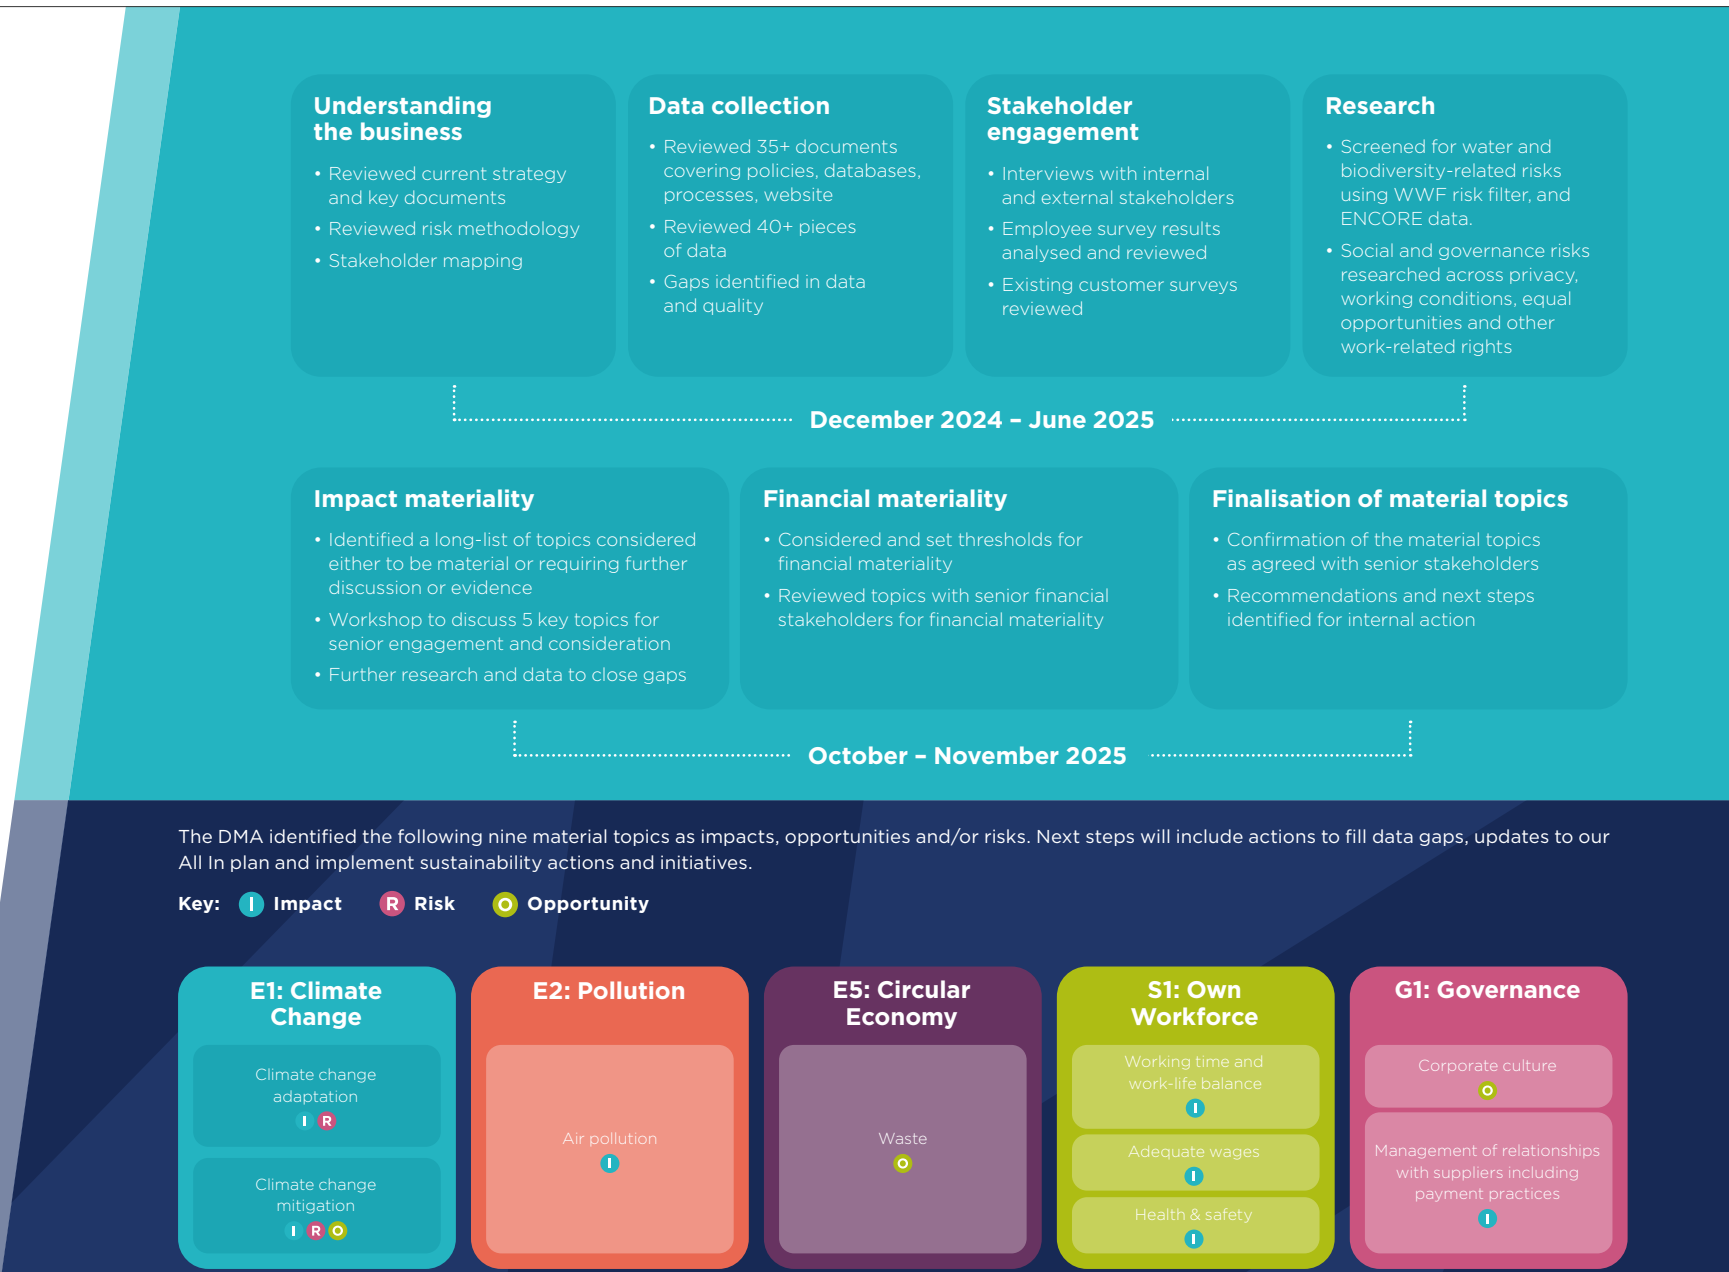 Understanding
the business
• Reviewed current strategy
and key documents
• Reviewed risk methodology
• Stakeholder mapping
Data collection
• Reviewed 35+ documents
covering policies, databases,
processes, website
• Reviewed 40+ pieces
of data
• Gaps identified in data
and quality
Stakeholder
engagement
• Interviews with internal
and external stakeholders
• Employee survey results
analysed and reviewed
• Existing customer surveys
reviewed
Research
• Screened for water and
biodiversity-related risks
using WWF risk filter, and
ENCORE data.
• Social and governance risks
researched across privacy,
working conditions, equal
opportunities and other
work-related rights
December 2024 – June 2025
Impact materiality
• Identified a long-list of topics considered
either to be material or requiring further
discussion or evidence
• Workshop to discuss 5 key topics for
senior engagement and consideration
• Further research and data to close gaps
Financial materiality
• Considered and set thresholds for
financial materiality
• Reviewed topics with senior financial
stakeholders for financial materiality
Finalisation of material topics
• Confirmation of the material topics
as agreed with senior stakeholders
• Recommendations and next steps
identified for internal action
October – November 2025
The DMA identified the following nine material topics as impacts, opportunities and/or risks. Next steps will include actions to fill data gaps, updates to our
All In plan and implement sustainability actions and initiatives.
Key: I Impact R Risk O Opportunity
E1: Climate
Change
Climate change
adaptation
I R
Climate change
mitigation
I R O
E2: Pollution
Air pollution
I
E5: Circular
Economy
Waste
O
S1: Own
Workforce
Working time and
work-life balance
I
Adequate wages
I
Health & safety
I
G1: Governance
Corporate culture
O
Management of relationships
with suppliers including
payment practices
I